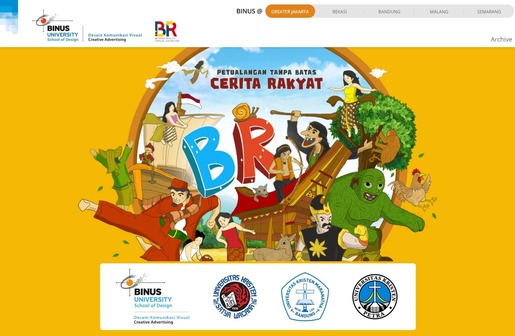 BINUS @
GREATER JAKARTA
BEKASI
BANDUNG
MALANG
SEMARANG
BINUS
UNIVERSITY
School of Design
Desain Komunikasi Visual
Creative Advertising
BR
Archive
PETUALANGAN TANPA BATAS
CERITA RAKYAT
BR
BINUS
UNIVERSITY
School of Design
Desain Komunikasi Visual
Creative Advertising
UNIVERSITAS KRISTEN
SATYA WACANA
UNIVERSITAS KRISTEN MARANATHA
BANDUNG
UNIVERSITAS KRISTEN
PETRA